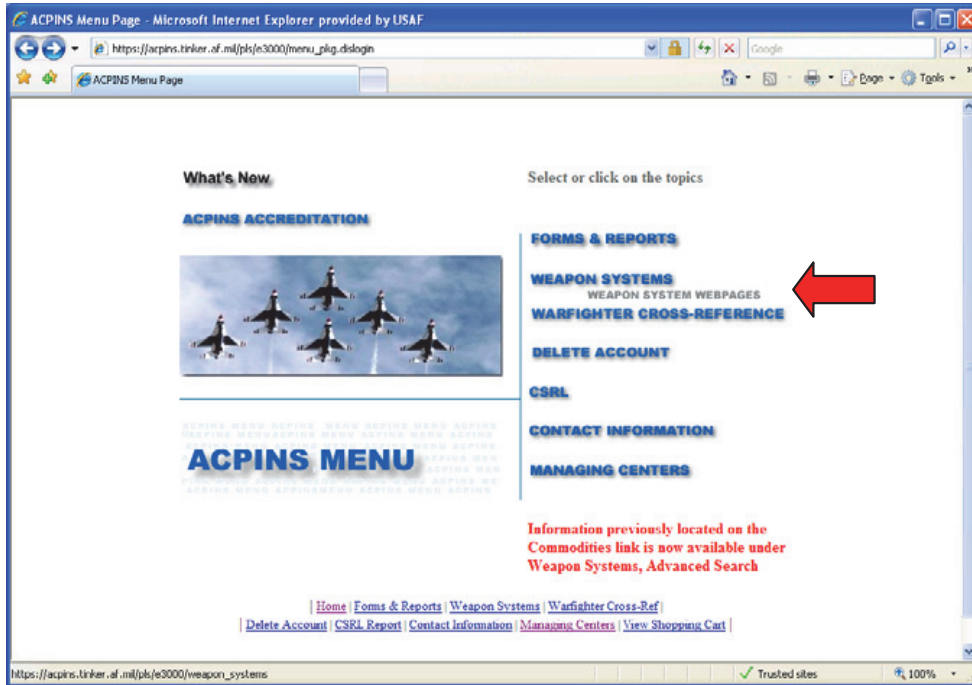 ACPINS Menu Page - Microsoft Internet Explorer provided by USAF
https://acpins.tinker.af.mil/pls/e3000/menu_pkg.dislogin
Google
ACPINS Menu Page
Page
Tools
What's New
Select or click on the topics
ACPINS ACCREDITATION
FORMS & REPORTS
WEAPON SYSTEMS
WEAPON SYSTEM WEBPAGES
WARFIGHTER CROSS-REFERENCE
DELETE ACCOUNT
CSRL
CONTACT INFORMATION
ACPINS MENU
MANAGING CENTERS
Information previously located on the
Commodities link is now available under
Weapon Systems, Advanced Search
| Home | Forms & Reports | Weapon Systems | Warfighter Cross-Ref |
| Delete Account | CSRL Report | Contact Information | Managing Centers | View Shopping Cart |
https://acpins.tinker.af.mil/pls/e3000/weapon_systems
Trusted sites
100%